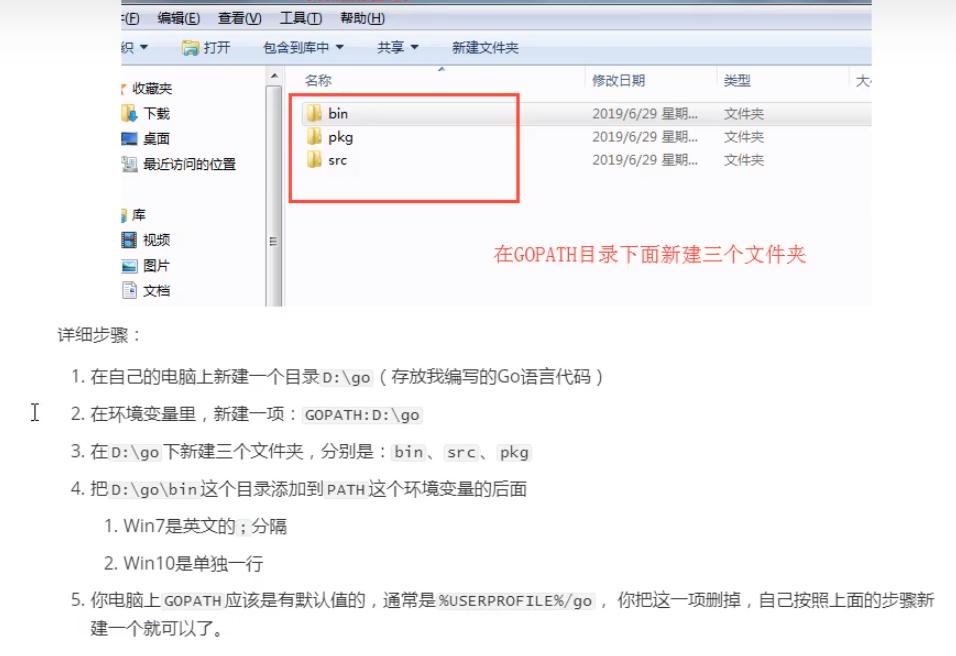 编辑(E) 查看(V) 工具(T) 帮助(H)
打开 包含到库中 共享 新建文件夹
名称 修改日期 类型
收藏夹
bin 2019/6/29 星期... 文件夹
下载
pkg 2019/6/29 星期... 文件夹
桌面
src 2019/6/29 星期... 文件夹
最近访问的位置
库
视频
在GOPATH目录下面新建三个文件夹
图片
文档
详细步骤：
1. 在自己的电脑上新建一个目录D:\go（存放我编写的Go语言代码）
2. 在环境变量里，新建一项：GOPATH:D:\go
3. 在D:\go下新建三个文件夹，分别是：bin、src、pkg
4. 把D:\go\bin这个目录添加到PATH这个环境变量的后面
1. Win7是英文的;分隔
2. Win10是单独一行
5. 你电脑上GOPATH应该是有默认值的，通常是%USERPROFILE%/go， 你把这一项删掉，自己按照上面的步骤新
建一个就可以了。